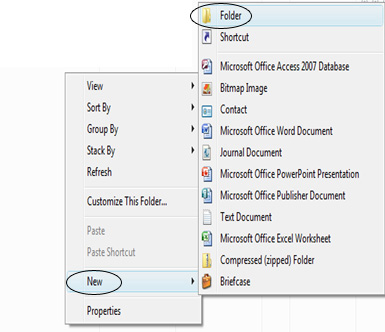 View
Sort By
Group By
Stack By
Refresh
Customize This Folder...
Paste
Paste Shortcut
New
Properties
Folder
Shortcut
Microsoft Office Access 2007 Database
Bitmap Image
Contact
Microsoft Office Word Document
Journal Document
Microsoft Office PowerPoint Presentation
Microsoft Office Publisher Document
Text Document
Microsoft Office Excel Worksheet
Compressed (zipped) Folder
Briefcase